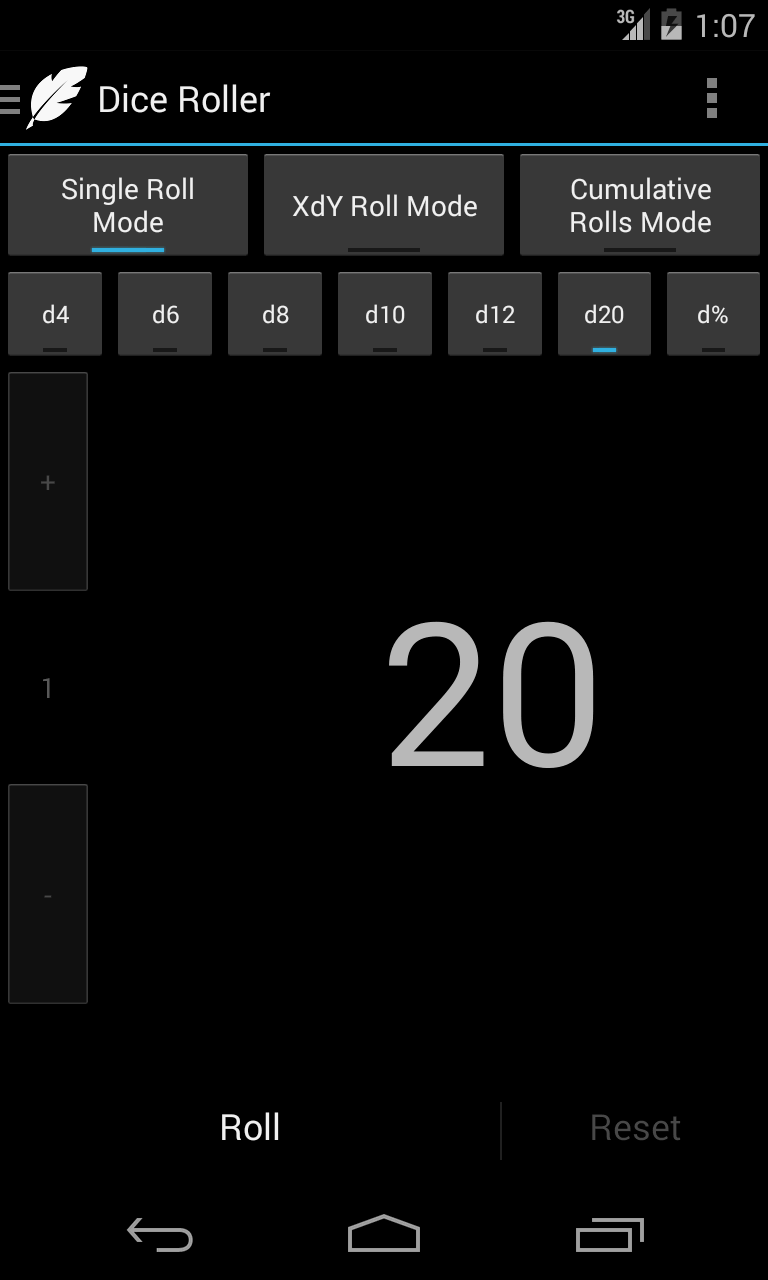 3G 1:07
Dice Roller
Single Roll
Mode
XdY Roll Mode
Cumulative
Rolls Mode
d4 d6 d8 d10 d12 d20 d%
+
1
20
-
Roll Reset